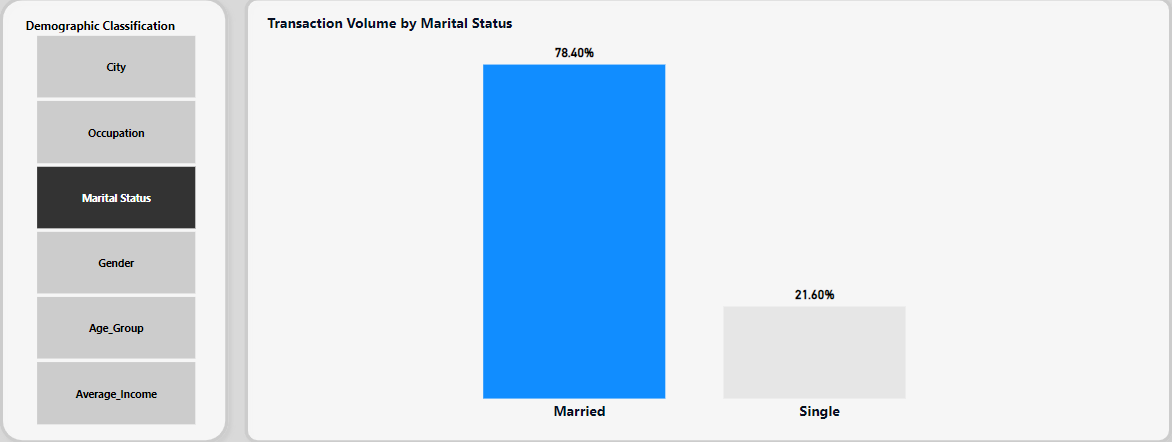 Demographic Classification
City
Occupation
Marital Status
Gender
Age_Group
Average_Income
Transaction Volume by Marital Status
78.40%
21.60%
Married
Single